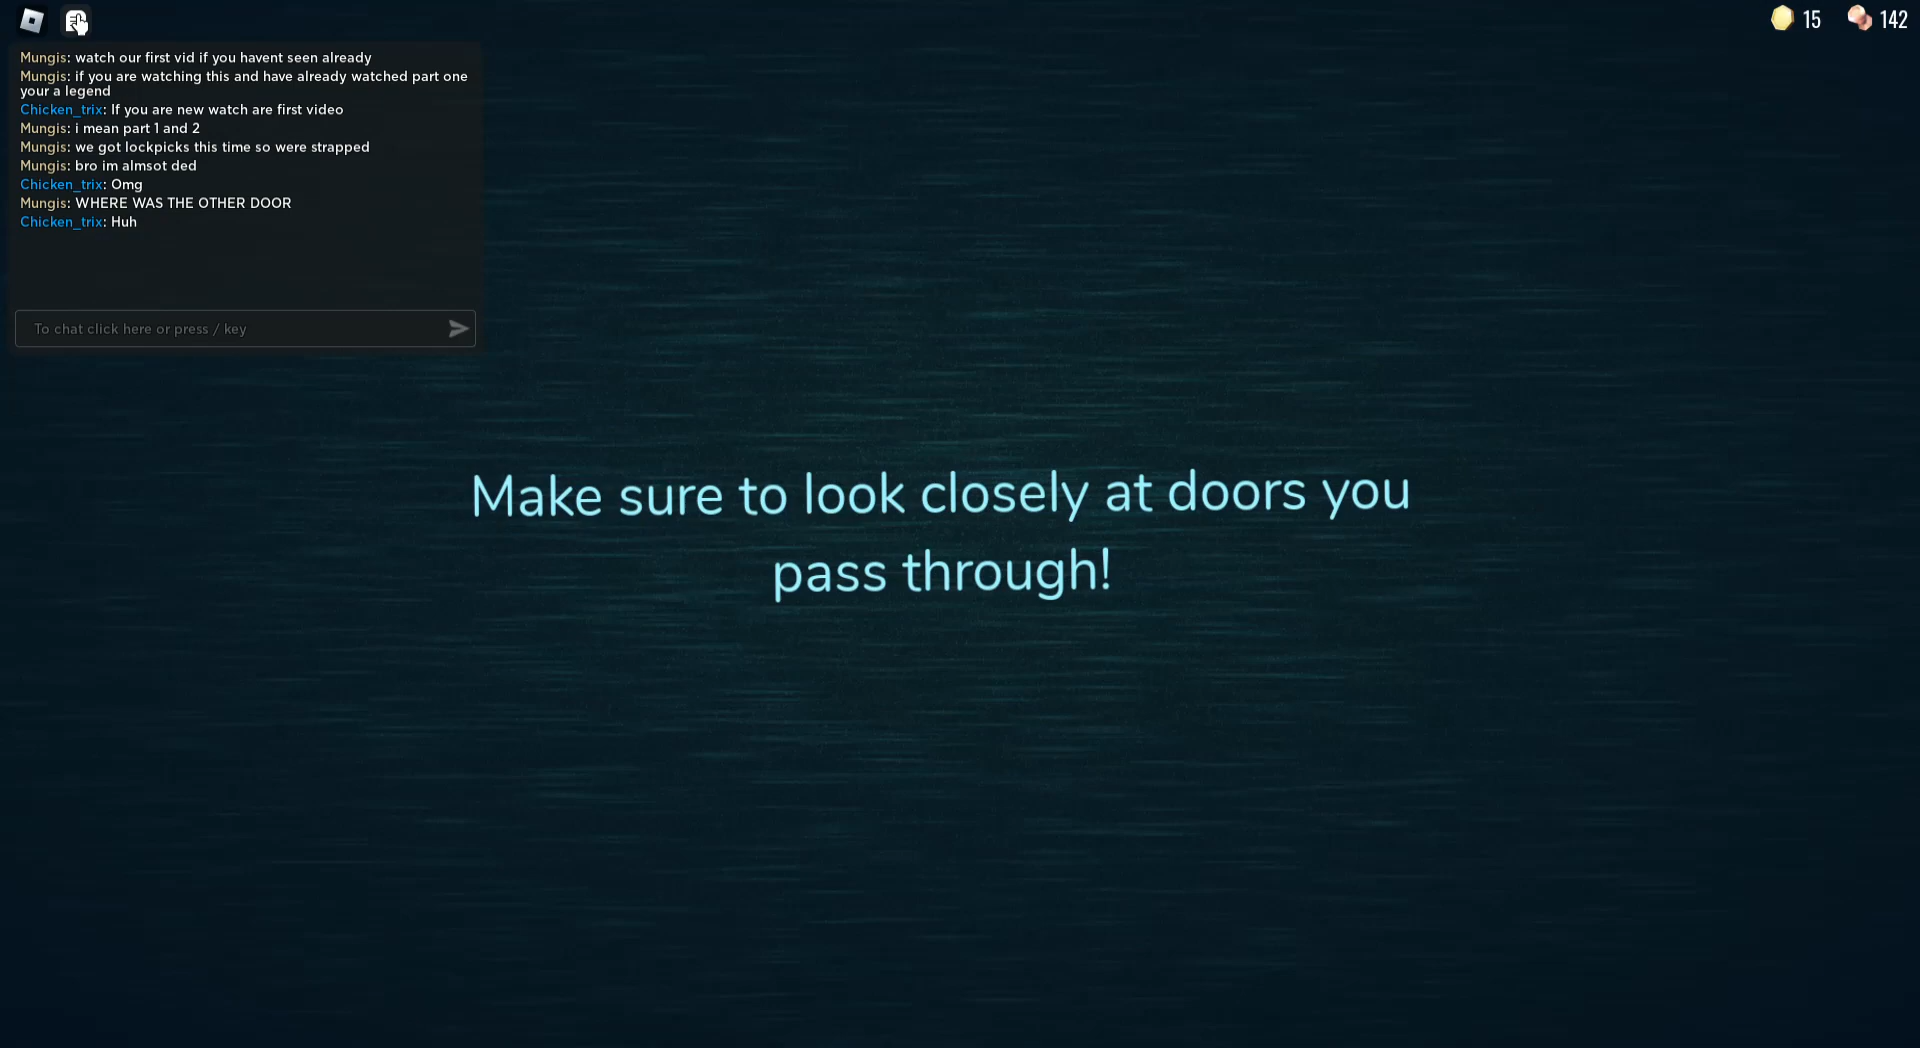 15 142
Mungis: watch our first vid if you havent seen already
Mungis: if you are watching this and have already watched part one
your a legend
Chicken_trix: If you are new watch are first video
Mungis: i mean part 1 and 2
Mungis: we got lockpicks this time so were strapped
Mungis: bro im almsot ded
Chicken_trix: Omg
Mungis: WHERE WAS THE OTHER DOOR
Chicken_trix: Huh
To chat click here or press / key
Make sure to look closely at doors you
pass through!